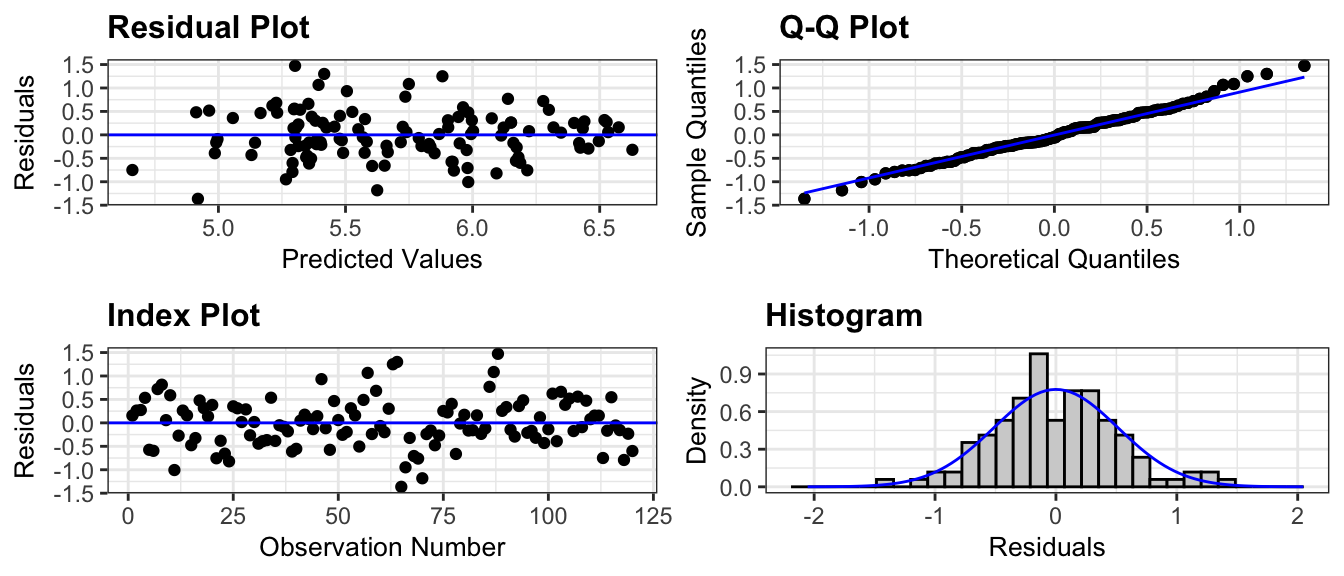 Residual Plot
Residuals
1.5
1.0
0.5
0.0
-0.5
-1.0
-1.5
5.0 5.5 6.0 6.5
Predicted Values
Q-Q Plot
Sample Quantiles
1.5
1.0
0.5
0.0
-0.5
-1.0
-1.5
-1.0 -0.5 0.0 0.5 1.0
Theoretical Quantiles
Index Plot
Residuals
1.5
1.0
0.5
0.0
-0.5
-1.0
-1.5
0 25 50 75 100 125
Observation Number
Histogram
Density
0.9
0.6
0.3
0.0
-2 -1 0 1 2
Residuals